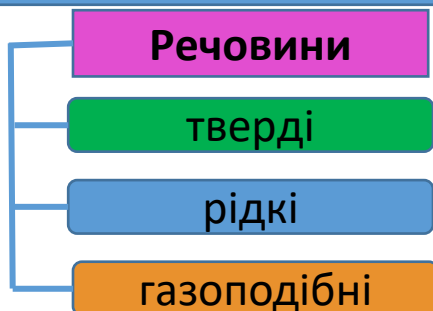 Речовини
тверді
рідкі
газоподібні